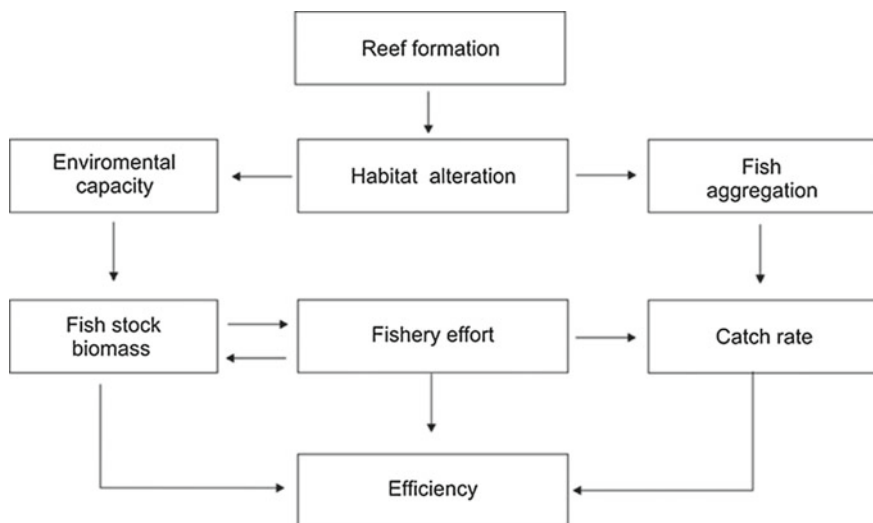 Reef formation
Enviromental
capacity
Habitat alteration
Fish
aggregation
Fish stock
biomass
Fishery effort
Catch rate
Efficiency